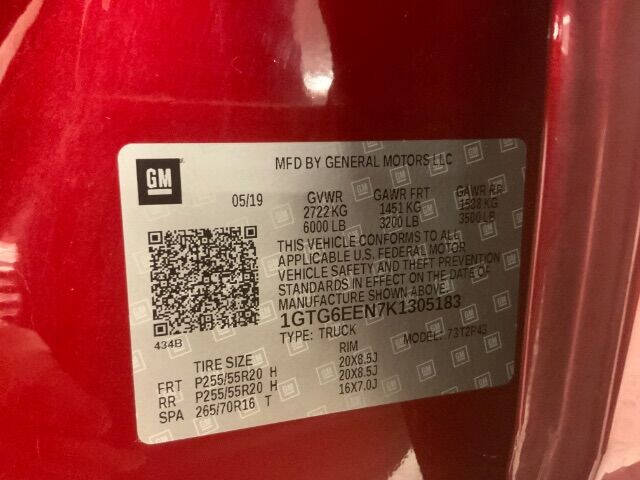 GM
MFD BY GENERAL MOTORS LLC
05/19 GVWR GAWR FRT GAWR RR
2722 KG 1451 KG 1588 KG
6000 LB 3200 LB 3500 LB
THIS VEHICLE CONFORMS TO ALL
APPLICABLE U.S. FEDERAL MOTOR
VEHICLE SAFETY AND THEFT PREVENTION
STANDARDS IN EFFECT ON THE DATE OF
MANUFACTURE SHOWN ABOVE.
1GTG6EEN7K1305183
434B TYPE: TRUCK MODEL: 73T2P43
TIRE SIZE RIM
FRT P255/55R20 H 20X8.5J
RR P255/55R20 H 20X8.5J
SPA 265/70R16 T 16X7.0J